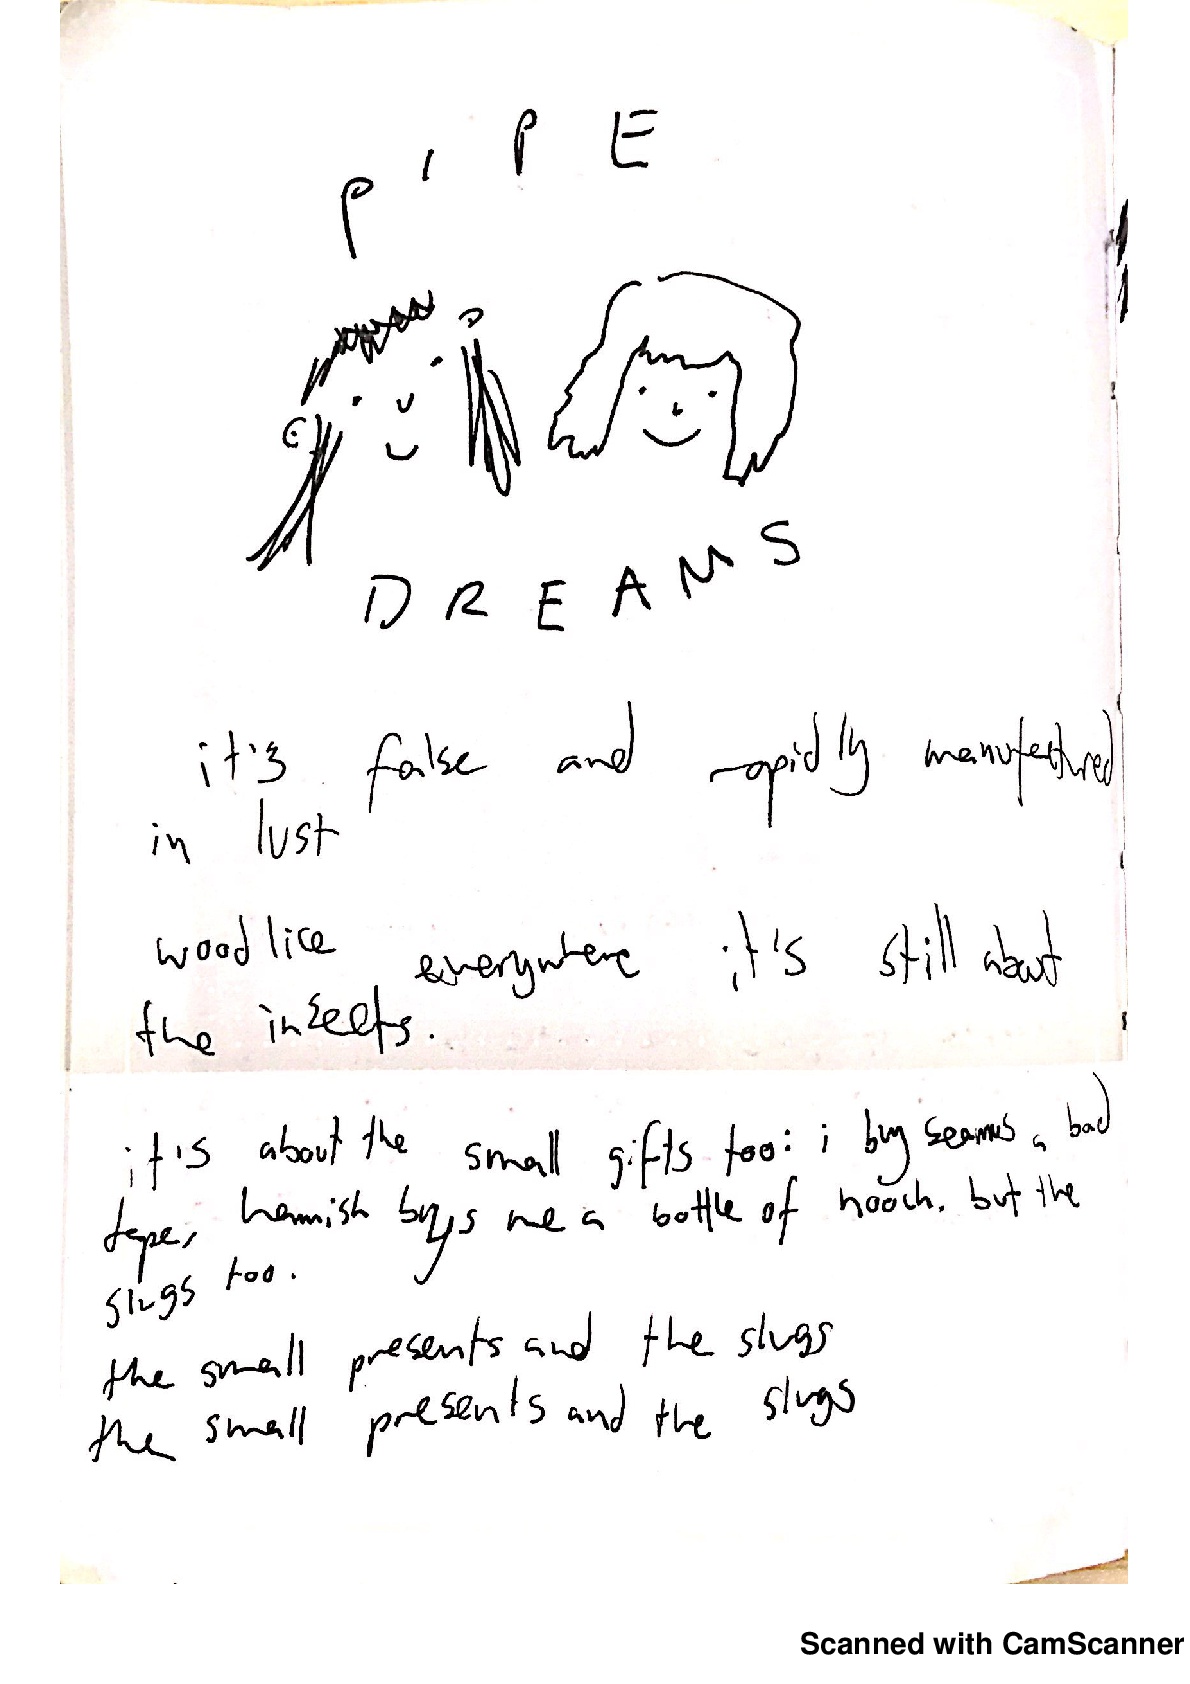 PIPE
DREAMS
it's false and rapidly manufactured
in lust
woodlice everywhere it's still about
the insects.
it's about the small gifts too: i buy seamus a bad
tape, hamish buys me a bottle of hooch. but the
slugs too.
the small presents and the slugs
the small presents and the slugs
Scanned with CamScanner